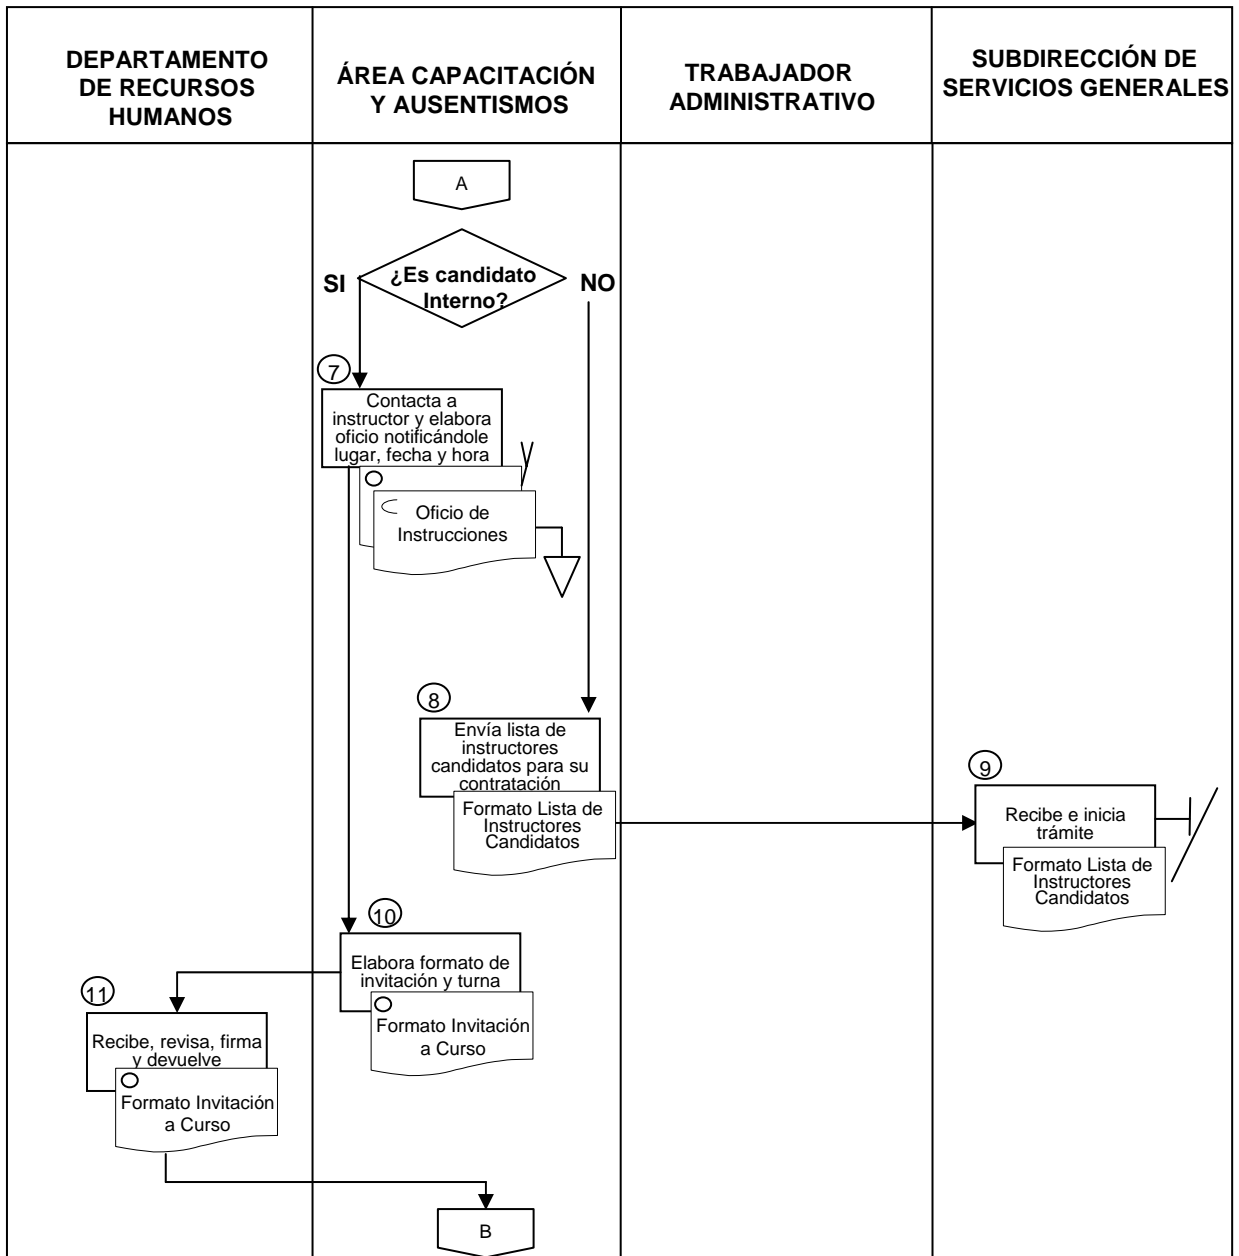 DEPARTAMENTO
DE RECURSOS
HUMANOS
ÁREA CAPACITACIÓN
Y AUSENTISMOS
TRABAJADOR
ADMINISTRATIVO
SUBDIRECCIÓN DE
SERVICIOS GENERALES
A
¿Es candidato
Interno?
SI
NO
7
Contacta a
instructor y elabora
oficio notificándole
lugar, fecha y hora
Oficio de
Instrucciones
8
Envía lista de
instructores
candidatos para su
contratación
Formato Lista de
Instructores
Candidatos
9
Recibe e inicia
trámite
Formato Lista de
Instructores
Candidatos
10
Elabora formato de
invitación y turna
Formato Invitación
a Curso
11
Recibe, revisa, firma
y devuelve
Formato Invitación
a Curso
B